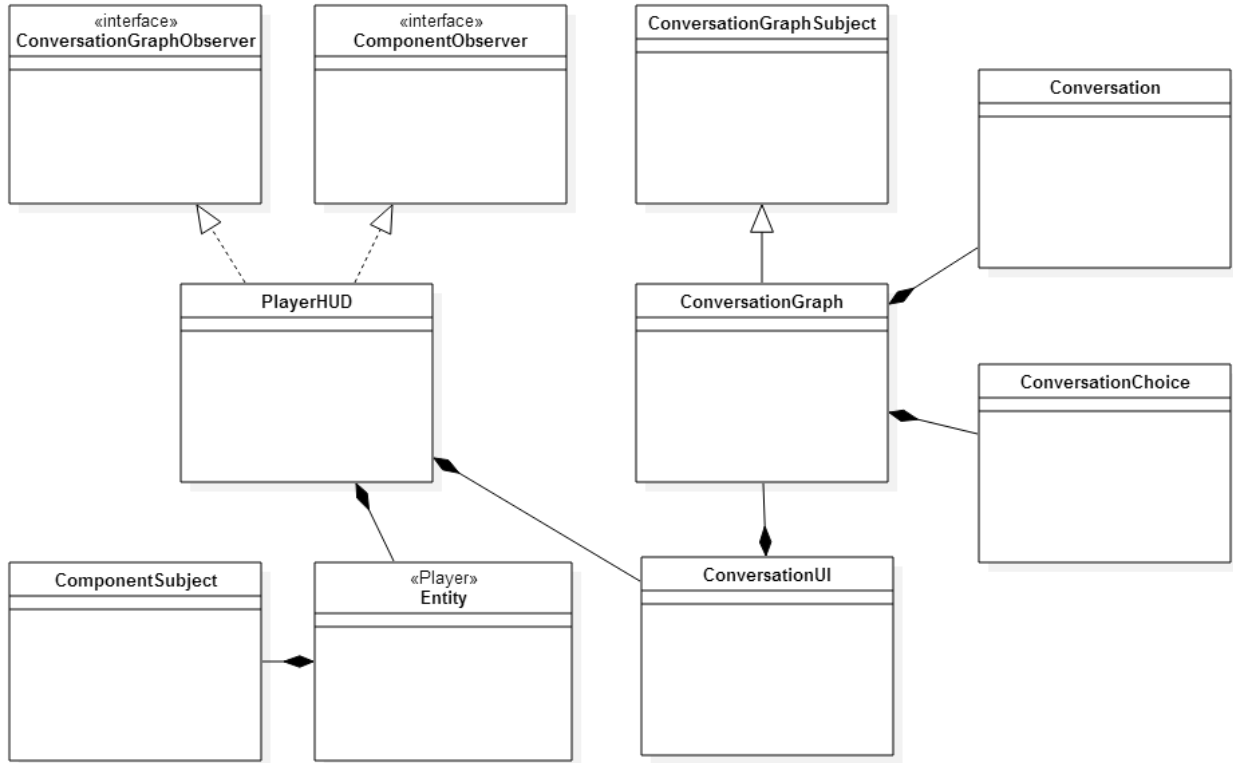 «interface»
ConversationGraphObserver
«interface»
ComponentObserver
ConversationGraphSubject
Conversation
PlayerHUD
ConversationGraph
ConversationChoice
ComponentSubject
«Player»
Entity
ConversationUI